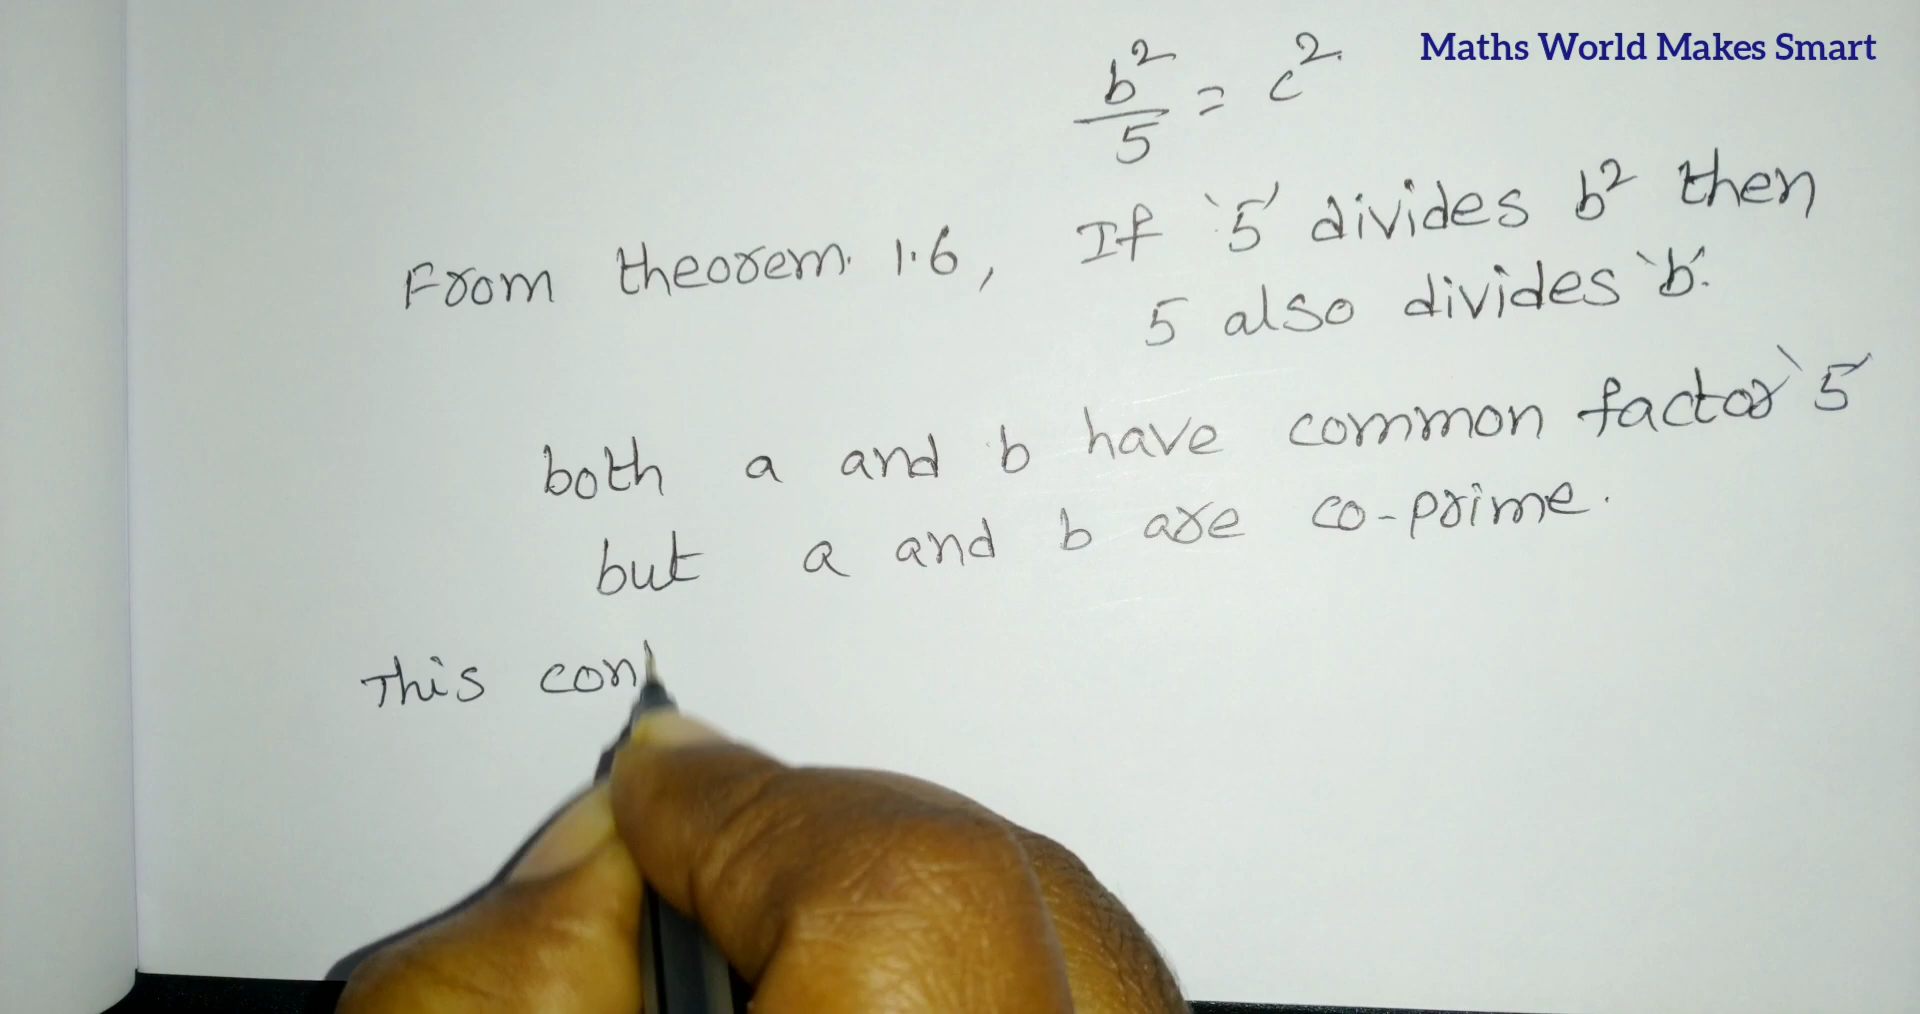 Maths World Makes Smart
b²/5 = c²
From theorem 1.6, If '5' divides b² then
5 also divides 'b'.
both a and b have common factor '5'
but a and b are co-prime.
This con